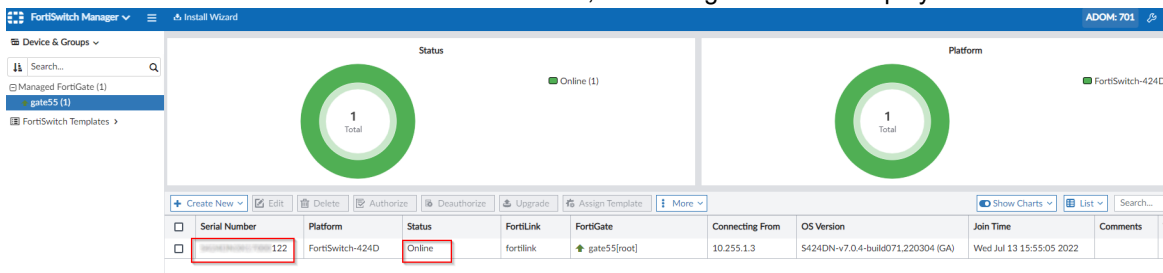 FortiSwitch Manager Install Wizard ADOM: 701
Device & Groups
Search...
Managed FortiGate (1)
gate55 (1)
FortiSwitch Templates >
Status
Online (1)
1
Total
Platform
FortiSwitch-424D
1
Total
+ Create New Edit Delete Authorize Deauthorize Upgrade Assign Template More Show Charts List Search...
Serial Number Platform Status FortiLink FortiGate Connecting From OS Version Join Time Comments
122 FortiSwitch-424D Online fortilink gate55[root] 10.255.1.3 S424DN-v7.0.4-build071,220304 (GA) Wed Jul 13 15:55:05 2022